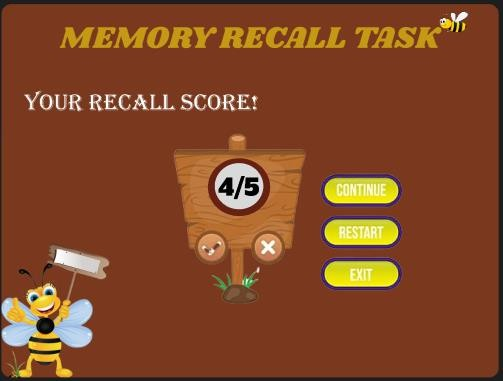 MEMORY RECALL TASK
YOUR RECALL SCORE!
4/5
CONTINUE
RESTART
EXIT